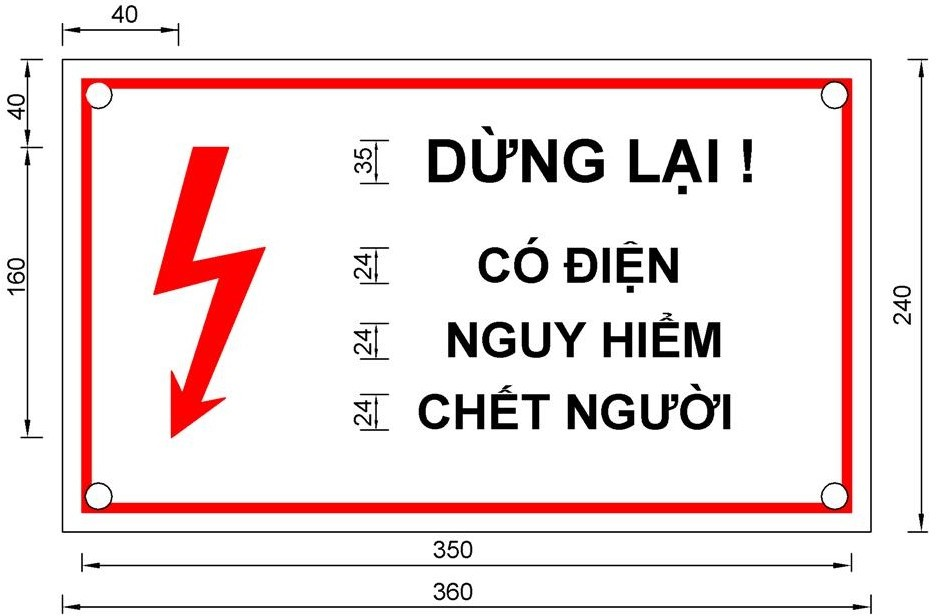 40
40
35
DỪNG LẠI !
160
24
CÓ ĐIỆN
240
24
NGUY HIỂM
24
CHẾT NGƯỜI
350
360